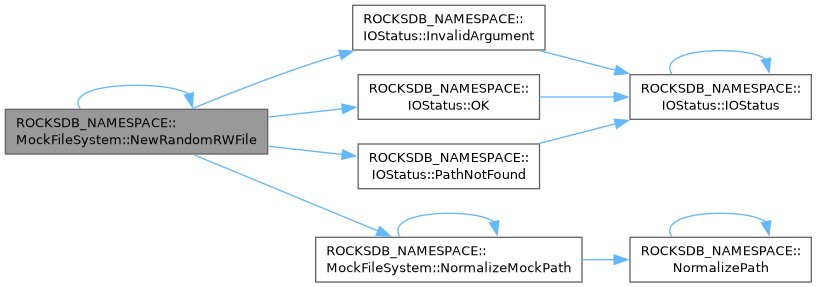 ROCKSDB_NAMESPACE::
MockFileSystem::NewRandomRWFile
ROCKSDB_NAMESPACE::
IOStatus::InvalidArgument
ROCKSDB_NAMESPACE::
IOStatus::OK
ROCKSDB_NAMESPACE::
IOStatus::PathNotFound
ROCKSDB_NAMESPACE::
MockFileSystem::NormalizeMockPath
ROCKSDB_NAMESPACE::
IOStatus::IOStatus
ROCKSDB_NAMESPACE::
NormalizePath